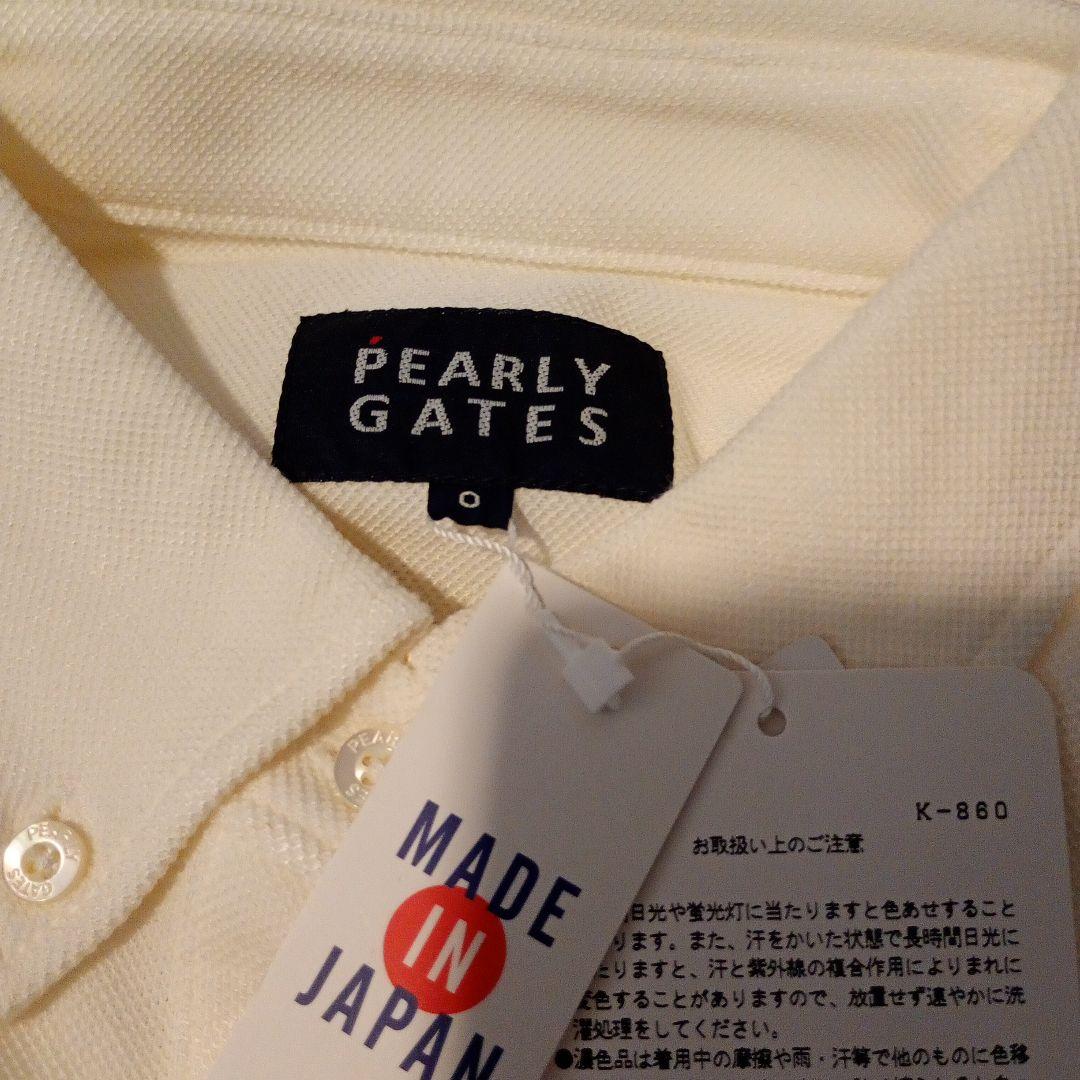 PEARLY
GATES
0
PEAR
PEARLY
GATES
MADE
IN
JAPAN
K-860
お取扱い上のご注意
日光や蛍光灯に当たりますと色あせすること
ります。また、汗をかいた状態で長時間日光に
たりますと、汗と紫外線の複合作用によりまれに
変色することがありますので、放置せず速やかに洗
濯処理をしてください。
●濃色品は着用中の摩擦や雨・汗等で他のものに色移